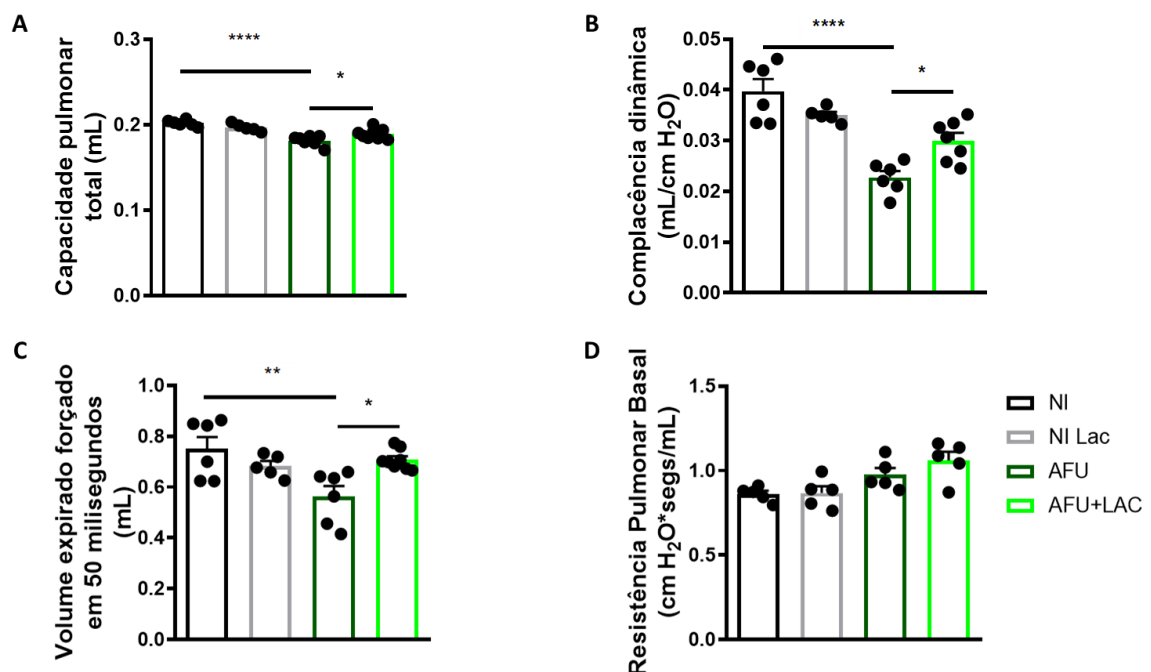 A
Capacidade pulmonar
total (mL)
0.3
0.2
0.1
0.0
****
*
B
Complacência dinâmica
(mL/cm H₂O)
0.05
0.04
0.03
0.02
0.01
0.00
****
*
C
Volume expirado forçado
em 50 milisegundos
(mL)
1.0
0.8
0.6
0.4
0.2
0.0
**
*
D
Resistência Pulmonar Basal
(cm H₂O*segs/mL)
1.5
1.0
0.5
0.0
NI
NI Lac
AFU
AFU+LAC